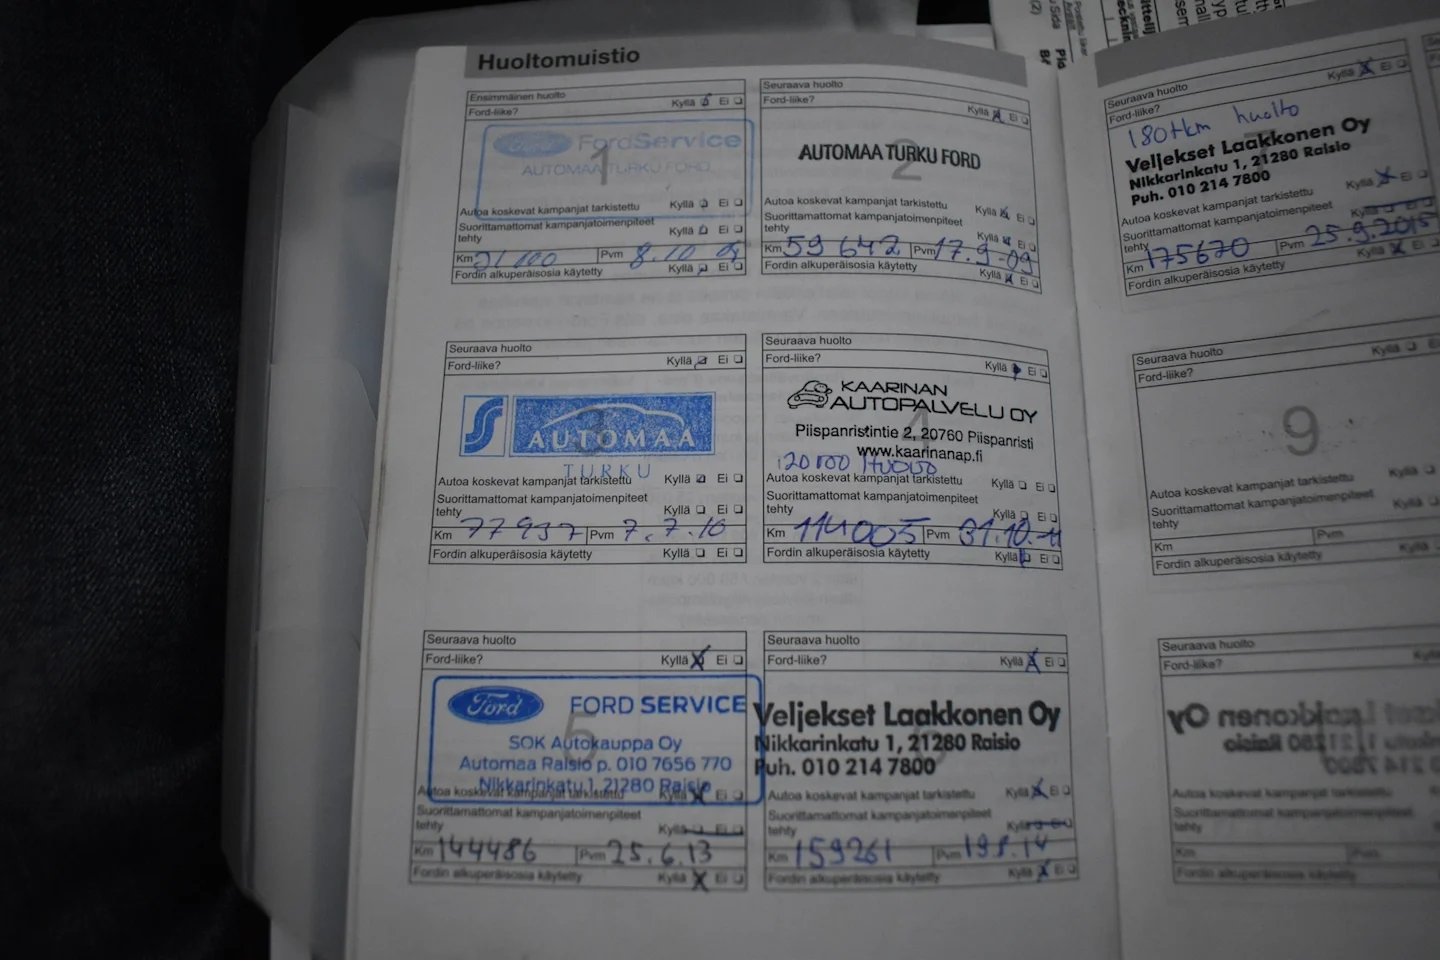 Huoltomuistio
Ensimmäinen huolto
Ford-liike? Kyllä Ei
1
Ford FordService
AUTOMAA TURKU FORD
Autoa koskevat kampanjat tarkistettu Kyllä Ei
Suorittamattomat kampanjatoimenpiteet
tehty Kyllä Ei
Km 21100 Pvm 8.10
Fordin alkuperäisosia käytetty Kyllä Ei
Seuraava huolto
Ford-liike? Kyllä Ei
2
AUTOMAA TURKU FORD
Autoa koskevat kampanjat tarkistettu Kyllä Ei
Suorittamattomat kampanjatoimenpiteet
tehty Kyllä Ei
Km 59 642 Pvm 17.9-09
Fordin alkuperäisosia käytetty Kyllä Ei
Seuraava huolto
Ford-liike? Kyllä Ei
3
S AUTOMAA
TURKU
Autoa koskevat kampanjat tarkistettu Kyllä Ei
Suorittamattomat kampanjatoimenpiteet
tehty Kyllä Ei
Km 77937 Pvm 7.7.10
Fordin alkuperäisosia käytetty Kyllä Ei
Seuraava huolto
Ford-liike? Kyllä Ei
4
KAARINAN
AUTOPALVELU OY
Piispanristintie 2, 20760 Piispanristi
www.kaarinanap.fi
120 000 HUOLTO
Autoa koskevat kampanjat tarkistettu Kyllä Ei
Suorittamattomat kampanjatoimenpiteet
tehty Kyllä Ei
Km 114005 Pvm 31.10.-11
Fordin alkuperäisosia käytetty Kyllä Ei
Seuraava huolto
Ford-liike? Kyllä Ei
5
Ford FORD SERVICE
SOK Autokauppa Oy
Automaa Raisio p. 010 7656 770
Nikkarinkatu 1, 21280 Raisio
Autoa koskevat kampanjat tarkistettu Kyllä Ei
Suorittamattomat kampanjatoimenpiteet
tehty Kyllä Ei
Km 144486 Pvm 25.6.13
Fordin alkuperäisosia käytetty Kyllä Ei
Seuraava huolto
Ford-liike? Kyllä Ei
6
Veljekset Laakkonen Oy
Nikkarinkatu 1, 21280 Raisio
Puh. 010 214 7800
Autoa koskevat kampanjat tarkistettu Kyllä Ei
Suorittamattomat kampanjatoimenpiteet
tehty Kyllä Ei
Km 159261 Pvm 19.8.14
Fordin alkuperäisosia käytetty Kyllä Ei
Seuraava huolto
Ford-liike? Kyllä Ei
180tkm huolto
7
Veljekset Laakkonen Oy
Nikkarinkatu 1, 21280 Raisio
Puh. 010 214 7800
Autoa koskevat kampanjat tarkistettu Kyllä Ei
Suorittamattomat kampanjatoimenpiteet
tehty Kyllä
Km 175670 Pvm 25.9.2015
Fordin alkuperäisosia käytetty Kyllä Ei
Seuraava huolto
Ford-liike? Kyllä Ei
9
Autoa koskevat kampanjat tarkistettu Kyllä
Suorittamattomat kampanjatoimenpiteet
tehty Kyllä
Km Pvm
Fordin alkuperäisosia käytetty Kyllä
Seuraava huolto
Ford-liike?
Autoa koskevat kampanjat tarkistettu
Suorittamattomat kampanjatoimenpiteet
tehty
Km Pvm
Fordin alkuperäisosia käytetty